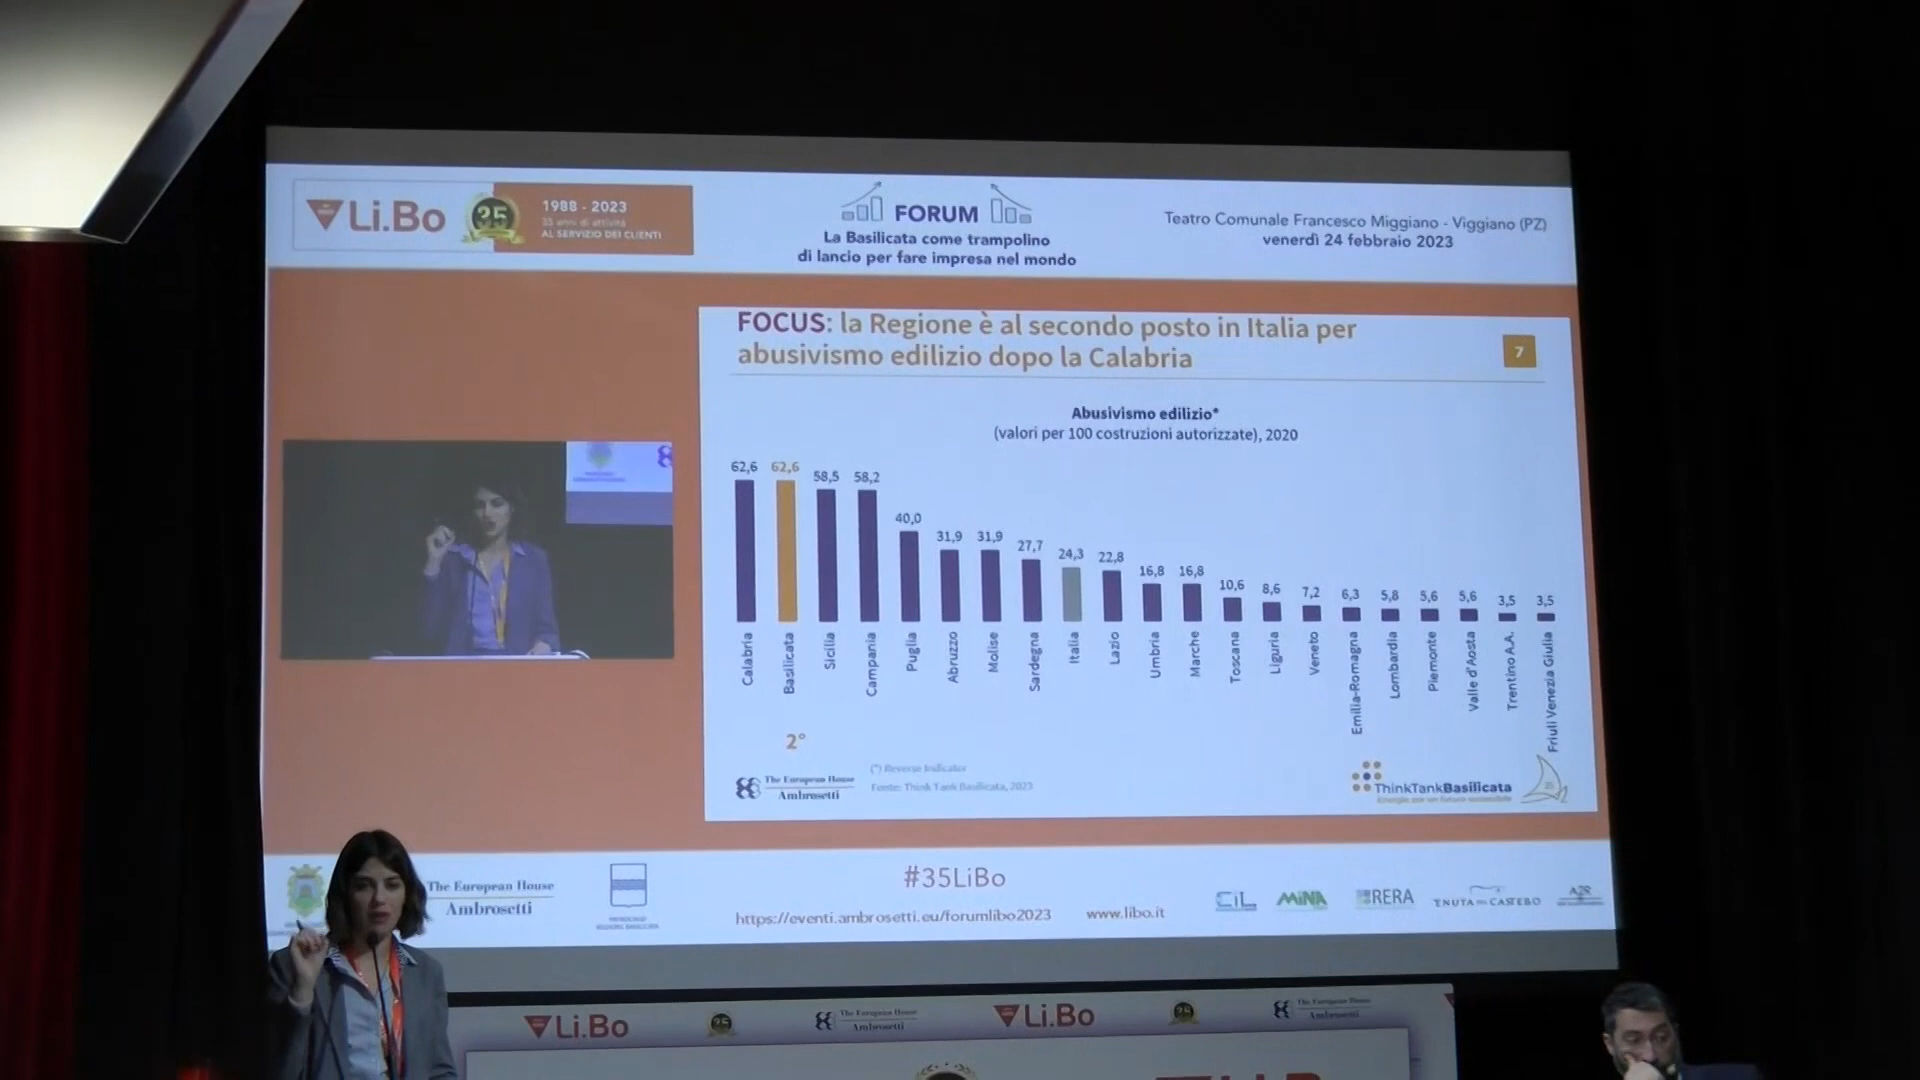 Li.Bo
35
1988 - 2023
35 anni di attività
AL SERVIZIO DEI CLIENTI
FORUM
La Basilicata come trampolino
di lancio per fare impresa nel mondo
Teatro Comunale Francesco Miggiano - Viggiano (PZ)
venerdì 24 febbraio 2023
FOCUS: la Regione è al secondo posto in Italia per
abusivismo edilizio dopo la Calabria
7
Abusivismo edilizio*
(valori per 100 costruzioni autorizzate), 2020
62,6 62,6 58,5 58,2 40,0 31,9 31,9 27,7 24,3 22,8 16,8 16,8 10,6 8,6 7,2 6,3 5,8 5,6 5,6 3,5 3,5
Calabria
Basilicata
Sicilia
Campania
Puglia
Abruzzo
Molise
Sardegna
Italia
Lazio
Umbria
Marche
Toscana
Liguria
Veneto
Emilia-Romagna
Lombardia
Piemonte
Valle d'Aosta
Trentino A.A.
Friuli Venezia Giulia
2°
The European House
Ambrosetti
(*) Reverse Indicator
Fonte: Think Tank Basilicata, 2023
ThinkTankBasilicata
Energie per un futuro sostenibile
The European House
Ambrosetti
#35LiBo
https://eventi.ambrosetti.eu/forumlibo2023
www.libo.it
CiL
MiNA
RERA
TENUTA DEL CASTEBO
A2R
Li.Bo
35
The European House
Ambrosetti
Li.Bo
The European House
Ambrosetti